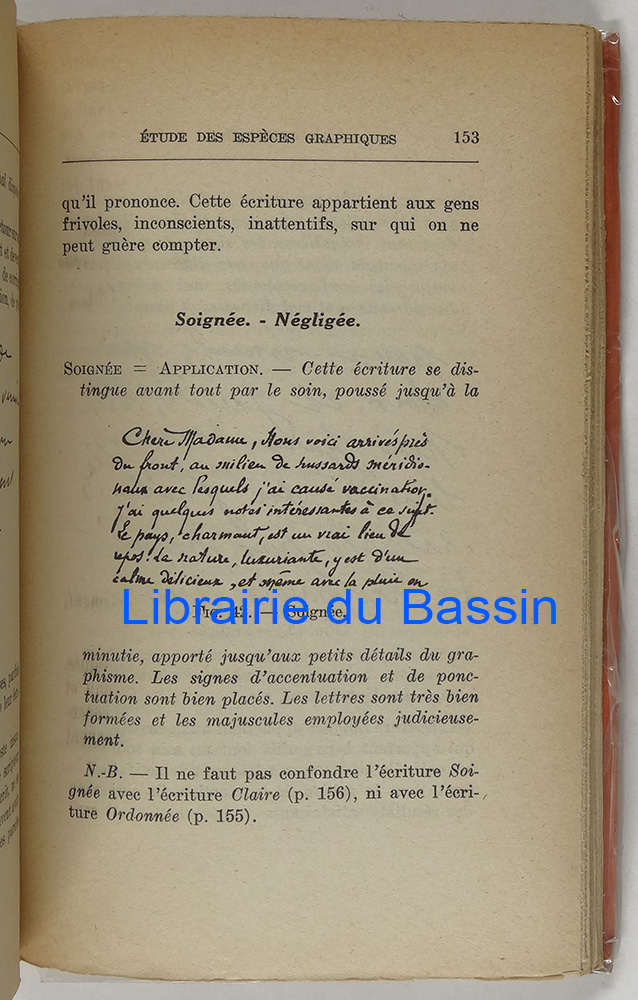 ÉTUDE DES ESPÈCES GRAPHIQUES 153
qu'il prononce. Cette écriture appartient aux gens
frivoles, inconscients, inattentifs, sur qui on ne
peut guère compter.
Soignée. - Négligée.
SOIGNÉE = APPLICATION. — Cette écriture se dis-
tingue avant tout par le soin, poussé jusqu'à la
Chère Madame, Nous voici arrivés près
du front, au milieu de hussards méridio-
naux avec lesquels j'ai causé vaccination.
J'ai quelques notes intéressantes à ce sujet.
Le pays, charmant, est un vrai lieu de
repos. La nature, luxuriante, y est d'un
calme délicieux, et même avec la pluie on
FIG. 42. — Soignée.
Librairie du Bassin
minutie, apporté jusqu'aux petits détails du gra-
phisme. Les signes d'accentuation et de ponc-
tuation sont bien placés. Les lettres sont très bien
formées et les majuscules employées judicieuse-
ment.
N.-B. — Il ne faut pas confondre l'écriture Soi-
gnée avec l'écriture Claire (p. 156), ni avec l'écri-
ture Ordonnée (p. 155).